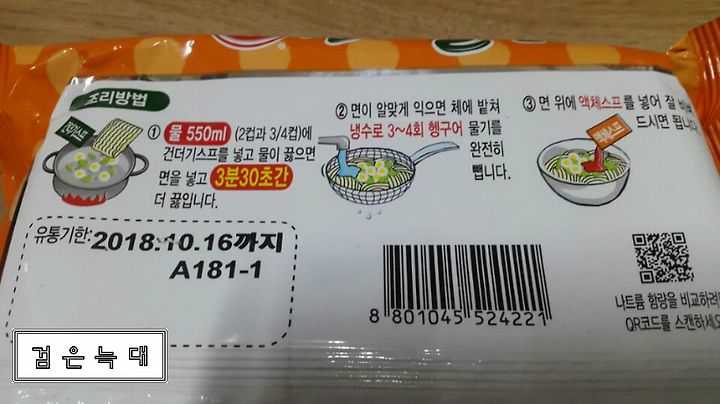 조리방법
건더기스프
① 물 550ml (2컵과 3/4컵)에
건더기스프를 넣고 물이 끓으면
면을 넣고 3분30초간
더 끓입니다.
② 면이 알맞게 익으면 체에 밭쳐
냉수로 3~4회 헹구어 물기를
완전히
뺍니다.
③ 면 위에 액체스프를 넣어 잘
드시면 됩니다
액체스프
유통기한:2018.10.16까지
A181-1
8 801045 524221
나트륨 함량을 비교하려면
QR코드를 스캔하세요
검은늑대